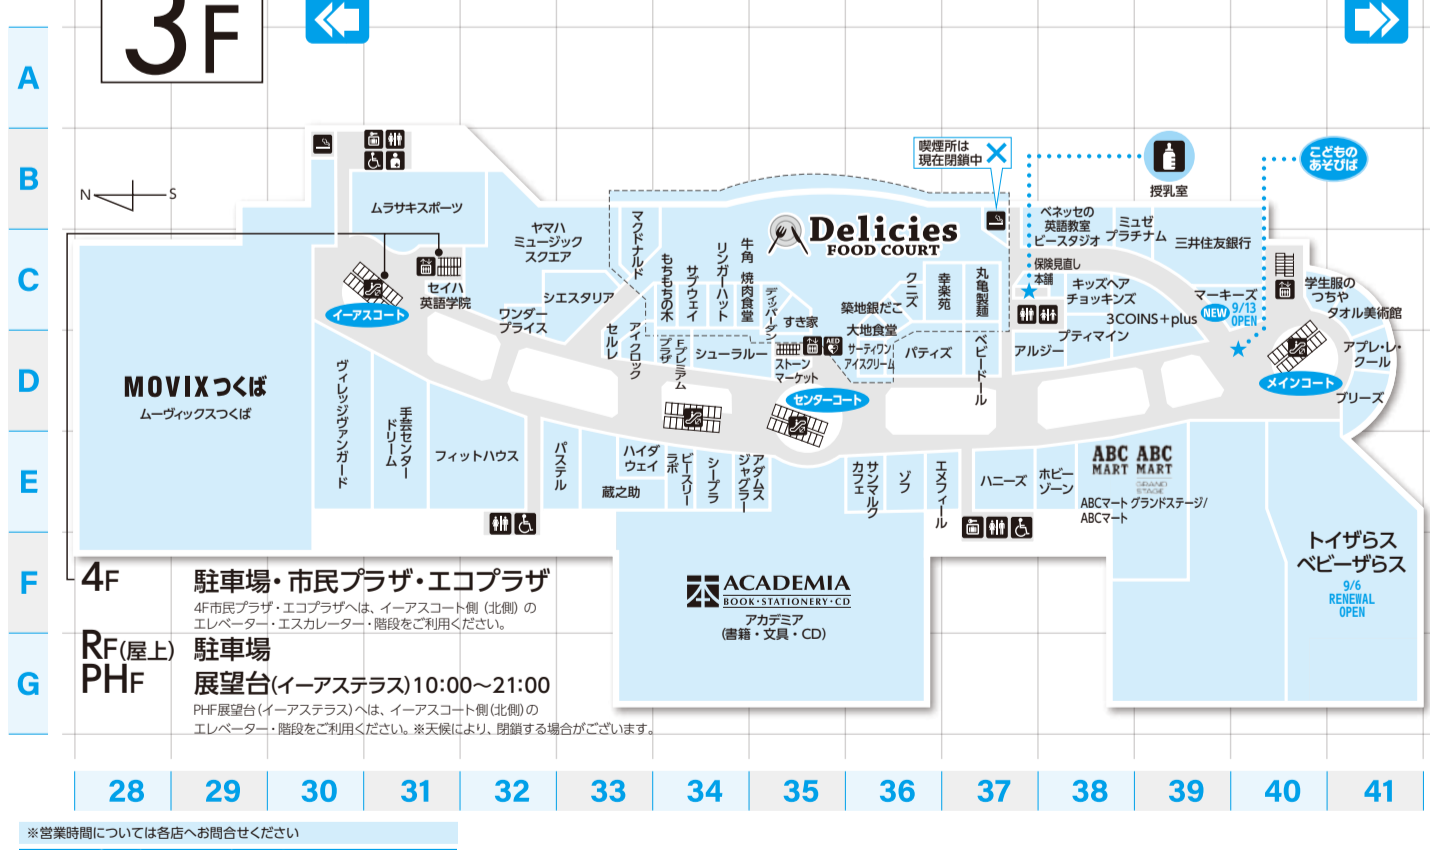 3F
A
B
C
D
E
F
G
N
S
喫煙所は
現在閉鎖中
授乳室
こどもの
あそびば
ムラサキスポーツ
ヤマハ
ミュージック
スクエア
マクドナルド
Delicies
FOOD COURT
ベネッセの
英語教室
ビースタジオ
ミュゼ
プラチナム
三井住友銀行
セイハ
英語学院
イーアスコート
シエスタリア
ワンダー
プライス
セルレ
アイクロック
もちもちの木
サブウェイ
リンガーハット
牛角 焼肉食堂
ディッパーダン
すき家
築地銀だこ
大地食堂
クニズ
幸楽苑
丸亀製麺
保険見直し
本舗
キッズヘア
チョッキンズ
3COINS+plus
プティマイン
アルジー
マーキーズ
NEW
9/13
OPEN
学生服の
つちや
タオル美術館
アプレ・レ・
クール
ブリーズ
メインコート
Eプレミアム
プラザ
シューラルー
AED
ストーン
マーケット
サーティワン
アイスクリーム
パティズ
ベビードール
センターコート
MOVIXつくば
ムーヴィックスつくば
ヴィレッジヴァンガード
手芸センター
ドリーム
フィットハウス
パステル
ハイダ
ウェイ
蔵之助
ビースリー
ラボ
シープラ
アダムス
ジャグラー
サンマルク
カフェ
ゾフ
エメフィール
ハニーズ
ホビー
ゾーン
ABC
MART
ABC
MART
GRAND
STAGE
ABCマート グランドステージ/
ABCマート
トイザらス
ベビーザらス
9/6
RENEWAL
OPEN
ACADEMIA
BOOK・STATIONERY・CD
アカデミア
(書籍・文具・CD)
4F 駐車場・市民プラザ・エコプラザ
4F市民プラザ・エコプラザへは、イーアスコート側(北側)の
エレベーター・エスカレーター・階段をご利用ください。
RF(屋上) 駐車場
PHF 展望台(イーアステラス)10:00〜21:00
PHF展望台(イーアステラス)へは、イーアスコート側(北側)の
エレベーター・階段をご利用ください。※天候により、閉鎖する場合がございます。
28 29 30 31 32 33 34 35 36 37 38 39 40 41
※営業時間については各店へお問合せください